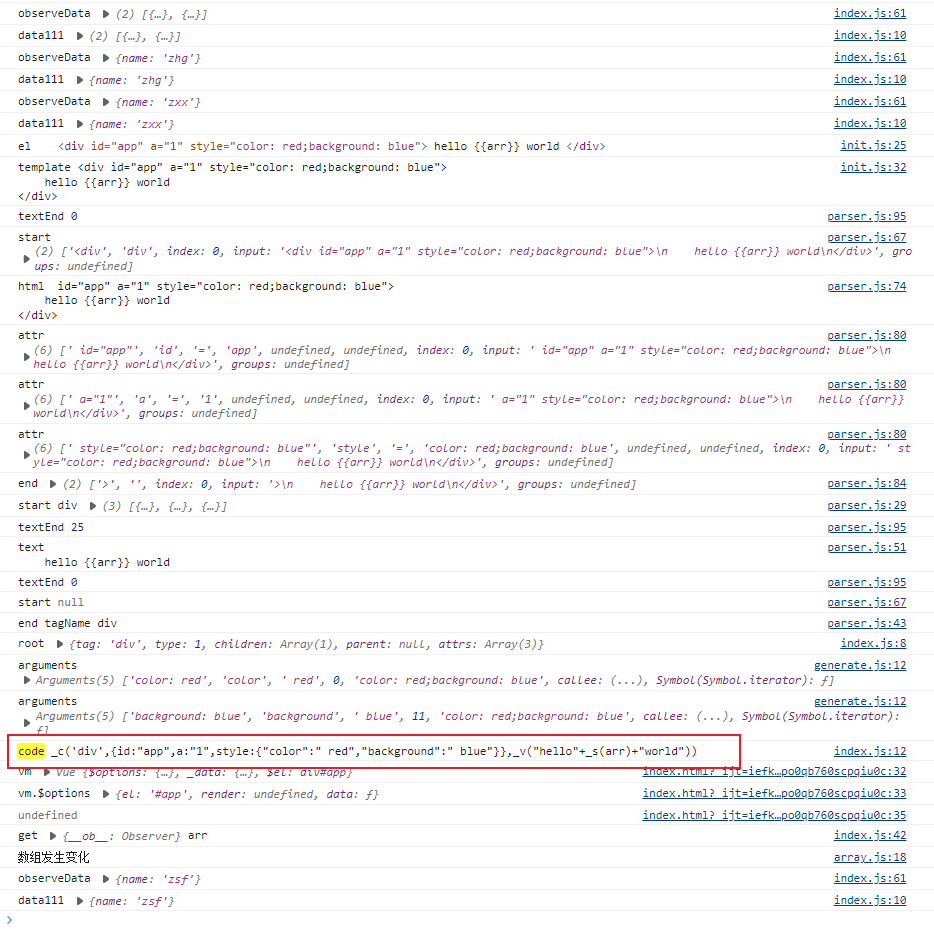 observeData ▶ (2) [{…}, {…}] index.js:61
data111 ▶ (2) [{…}, {…}] index.js:10
observeData ▶ {name: 'zhg'} index.js:61
data111 ▶ {name: 'zhg'} index.js:10
observeData ▶ {name: 'zxx'} index.js:61
data111 ▶ {name: 'zxx'} index.js:10
el <div id="app" a="1" style="color: red;background: blue"> hello {{arr}} world </div> init.js:25
template <div id="app" a="1" style="color: red;background: blue"> init.js:32
hello {{arr}} world
</div>
textEnd 0 parser.js:95
start parser.js:67
▶ (2) ['<div', 'div', index: 0, input: '<div id="app" a="1" style="color: red;background: blue">\n    hello {{arr}} world\n</div>', gro
ups: undefined]
html  id="app" a="1" style="color: red;background: blue"> parser.js:74
hello {{arr}} world
</div>
attr parser.js:80
▶ (6) [' id="app"', 'id', '=', 'app', undefined, undefined, index: 0, input: ' id="app" a="1" style="color: red;background: blue">\n
hello {{arr}} world\n</div>', groups: undefined]
attr parser.js:80
▶ (6) [' a="1"', 'a', '=', '1', undefined, undefined, index: 0, input: ' a="1" style="color: red;background: blue">\n    hello {{arr}}
world\n</div>', groups: undefined]
attr parser.js:80
▶ (6) [' style="color: red;background: blue"', 'style', '=', 'color: red;background: blue', undefined, undefined, index: 0, input: ' st
yle="color: red;background: blue">\n    hello {{arr}} world\n</div>', groups: undefined]
end ▶ (2) ['>', '', index: 0, input: '>\n    hello {{arr}} world\n</div>', groups: undefined] parser.js:84
start div ▶ (3) [{…}, {…}, {…}] parser.js:29
textEnd 25 parser.js:95
text parser.js:51
hello {{arr}} world
textEnd 0 parser.js:95
start null parser.js:67
end tagName div parser.js:43
root ▶ {tag: 'div', type: 1, children: Array(1), parent: null, attrs: Array(3)} index.js:8
arguments generate.js:12
▶ Arguments(5) ['color: red', 'color', ' red', 0, 'color: red;background: blue', callee: (...), Symbol(Symbol.iterator): ƒ]
arguments generate.js:12
▶ Arguments(5) ['background: blue', 'background', ' blue', 11, 'color: red;background: blue', callee: (...), Symbol(Symbol.iterator):
ƒ]
code _c('div',{id:"app",a:"1",style:{"color":" red","background":" blue"}},_v("hello"+_s(arr)+"world")) index.js:12
vm ▶ Vue {$options: {…}, _data: {…}, $el: div#app} index.html?_ijt=iefk…po0qb760scpqiu0c:32
vm.$options ▶ {el: '#app', render: undefined, data: ƒ} index.html?_ijt=iefk…po0qb760scpqiu0c:33
undefined index.html?_ijt=iefk…po0qb760scpqiu0c:35
get ▶ {__ob__: Observer} arr index.js:42
数组发生变化 array.js:18
observeData ▶ {name: 'zsf'} index.js:61
data111 ▶ {name: 'zsf'} index.js:10